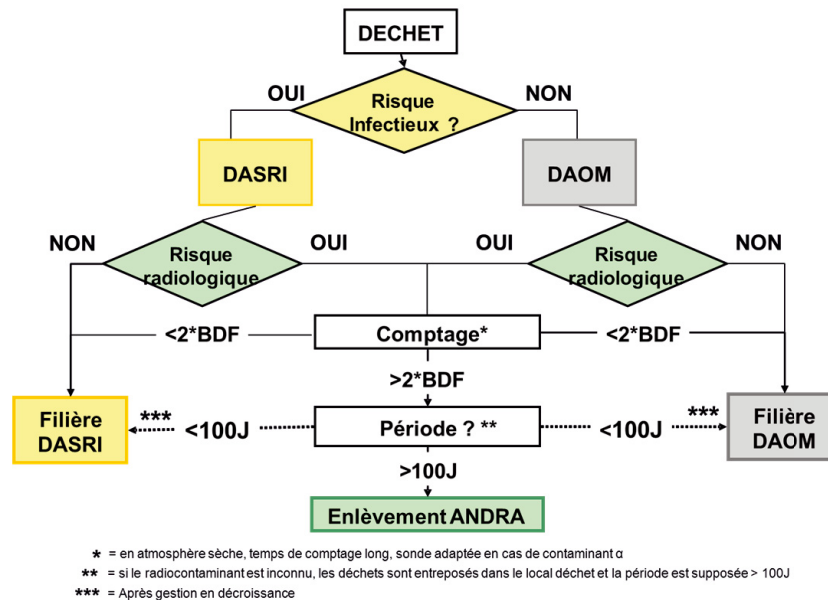 DECHET
OUI
Risque
Infectieux ?
NON
DASRI
DAOM
NON
Risque
radiologique
OUI
OUI
Risque
radiologique
NON
<2*BDF
Comptage*
<2*BDF
>2*BDF
Filière
DASRI
***
<100J
Période ? **
<100J
***
Filière
DAOM
>100J
Enlèvement ANDRA
* = en atmosphère sèche, temps de comptage long, sonde adaptée en cas de contaminant α
** = si le radiocontaminant est inconnu, les déchets sont entreposés dans le local déchet et la période est supposée > 100J
*** = Après gestion en décroissance